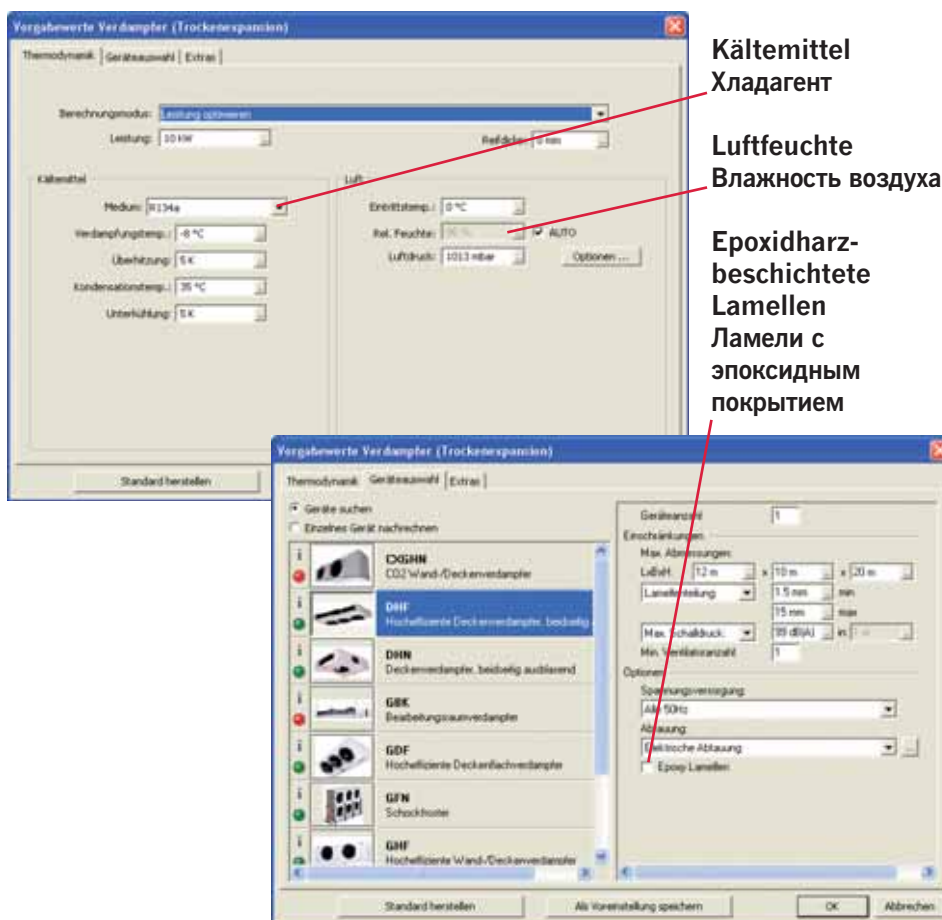 Vorgabewerte Verdampfer (Trockenexpansion)
Thermodynamik Geräteauswahl Extras
Berechnungsmodus: Leistung optimieren
Leistung: 10 kW
Reifdicke: 0 mm
Kältemittel
Medium: R134a
Verdampfungstemp.: -8 °C
Überhitzung: 5 K
Kondensationstemp.: 35 °C
Unterkühlung: 5 K
Luft
Eintrittstemp.: 0 °C
Rel. Feuchte: AUTO
Luftdruck: 1013 mbar Optionen ...
Standard herstellen
Kältemittel
Хладагент
Luftfeuchte
Влажность воздуха
Epoxidharz-
beschichtete
Lamellen
Ламели с
эпоксидным
покрытием
Vorgabewerte Verdampfer (Trockenexpansion)
Thermodynamik Geräteauswahl Extras
Geräte suchen
Einzelnes Gerät nachrechnen
CO2 Wand-/Deckenverdampfer
DHF
Hocheffiziente Deckenverdampfer, beidseitig
DHN
Deckenverdampfer, beidseitig ausblasend
GBK
Bearbeitungsraumverdampfer
GDF
Hocheffiziente Deckenflachverdampfer
GFN
Schockfroster
GHF
Hocheffiziente Wand-/Deckenverdampfer
Geräteanzahl 1
Einschränkungen
Max. Abmessungen:
LxBxH: 12 m x 10 m x 20 m
Lamellenteilung 1.5 mm min
15 mm max
Max. Schalldruck 99 dB(A) in
Min. Ventilatoranzahl 1
Optionen
Spannungsversorgung:
Alle 50Hz
Abtauung:
Elektrische Abtauung
Epoxy Lamellen
Standard herstellen Als Voreinstellung speichern OK Abbrechen